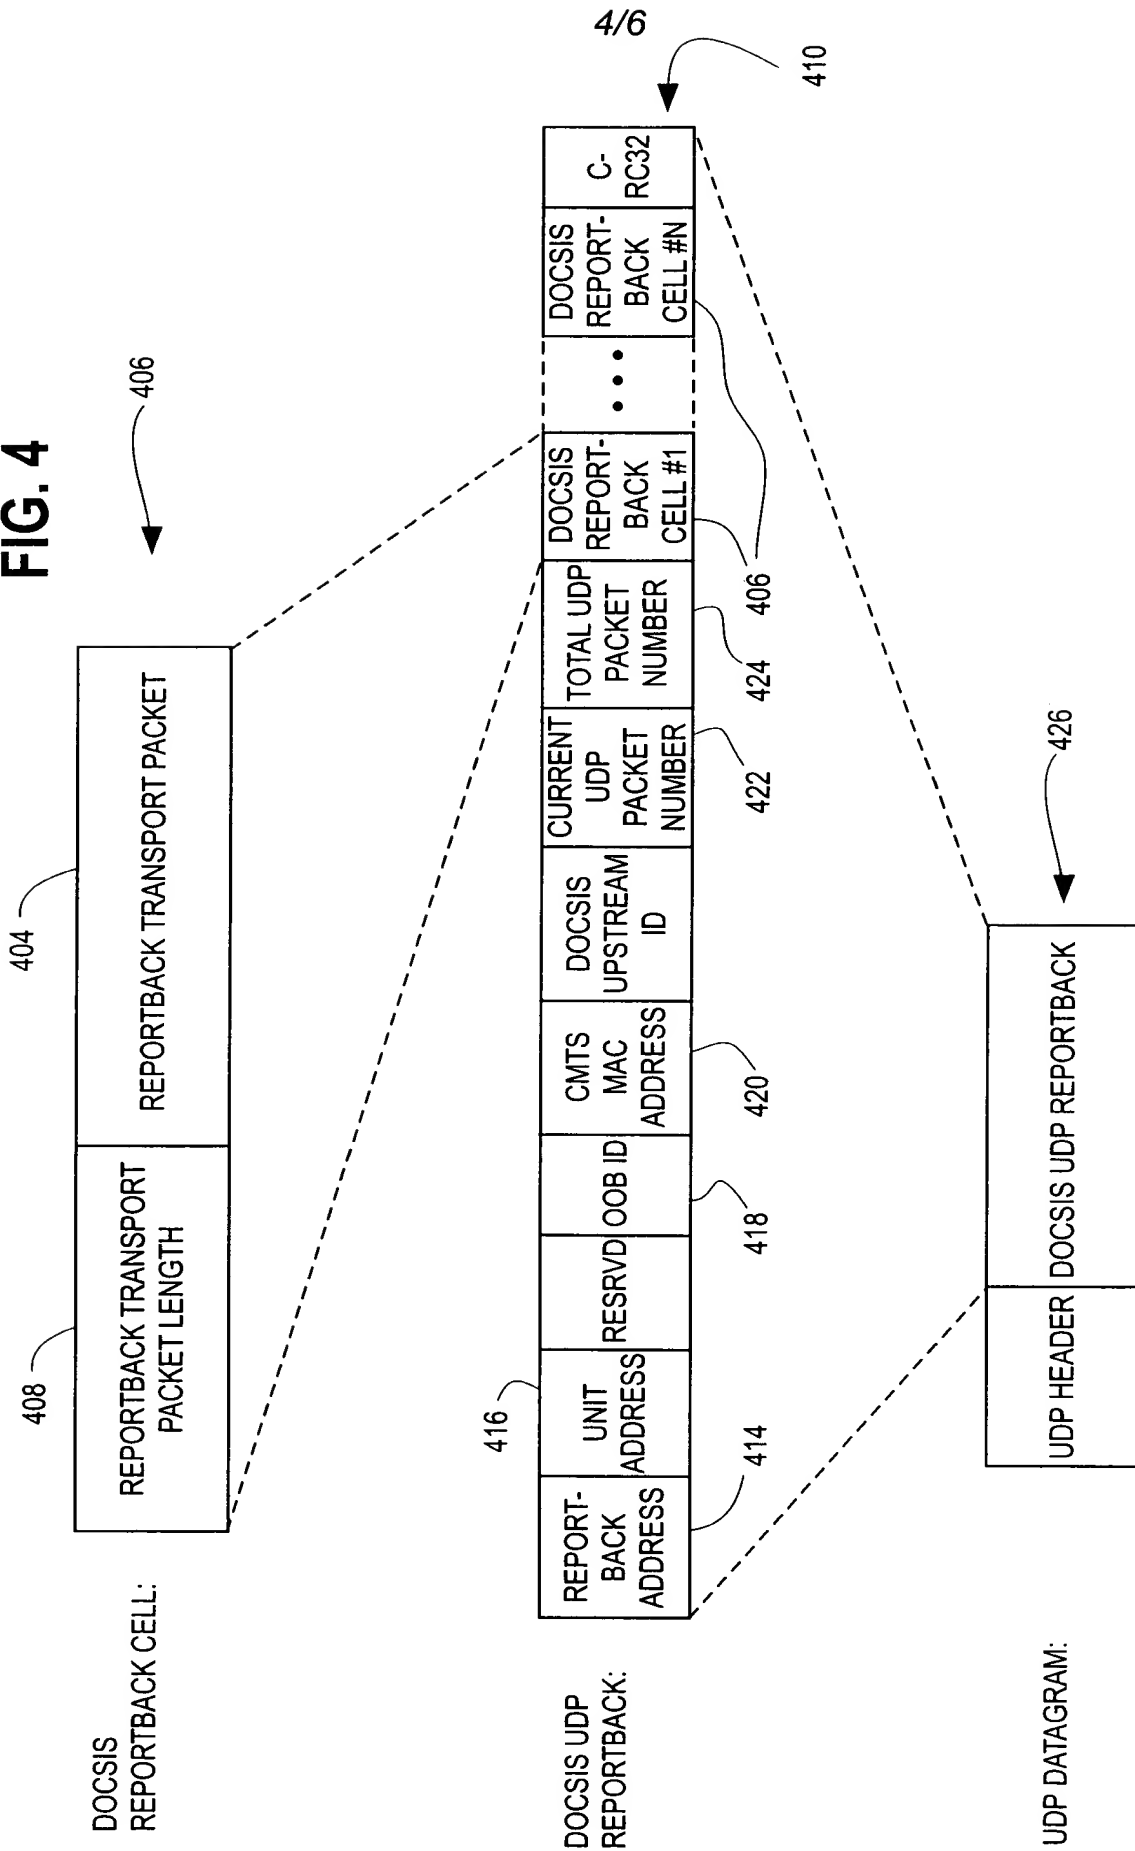 4/6
FIG. 4
DOCSIS
REPORTBACK CELL:
408
REPORTBACK TRANSPORT
PACKET LENGTH
404
REPORTBACK TRANSPORT PACKET
406
DOCSIS UDP
REPORTBACK:
REPORT-
BACK
ADDRESS
414
416
UNIT
ADDRESS
RESRVD
OOB ID
418
CMTS
MAC
ADDRESS
420
DOCSIS
UPSTREAM
ID
CURRENT
UDP
PACKET
NUMBER
422
TOTAL UDP
PACKET
NUMBER
424
DOCSIS
REPORT-
BACK
CELL #1
406
DOCSIS
REPORT-
BACK
CELL #N
C-
RC32
410
UDP DATAGRAM:
UDP HEADER
DOCSIS UDP REPORTBACK
426